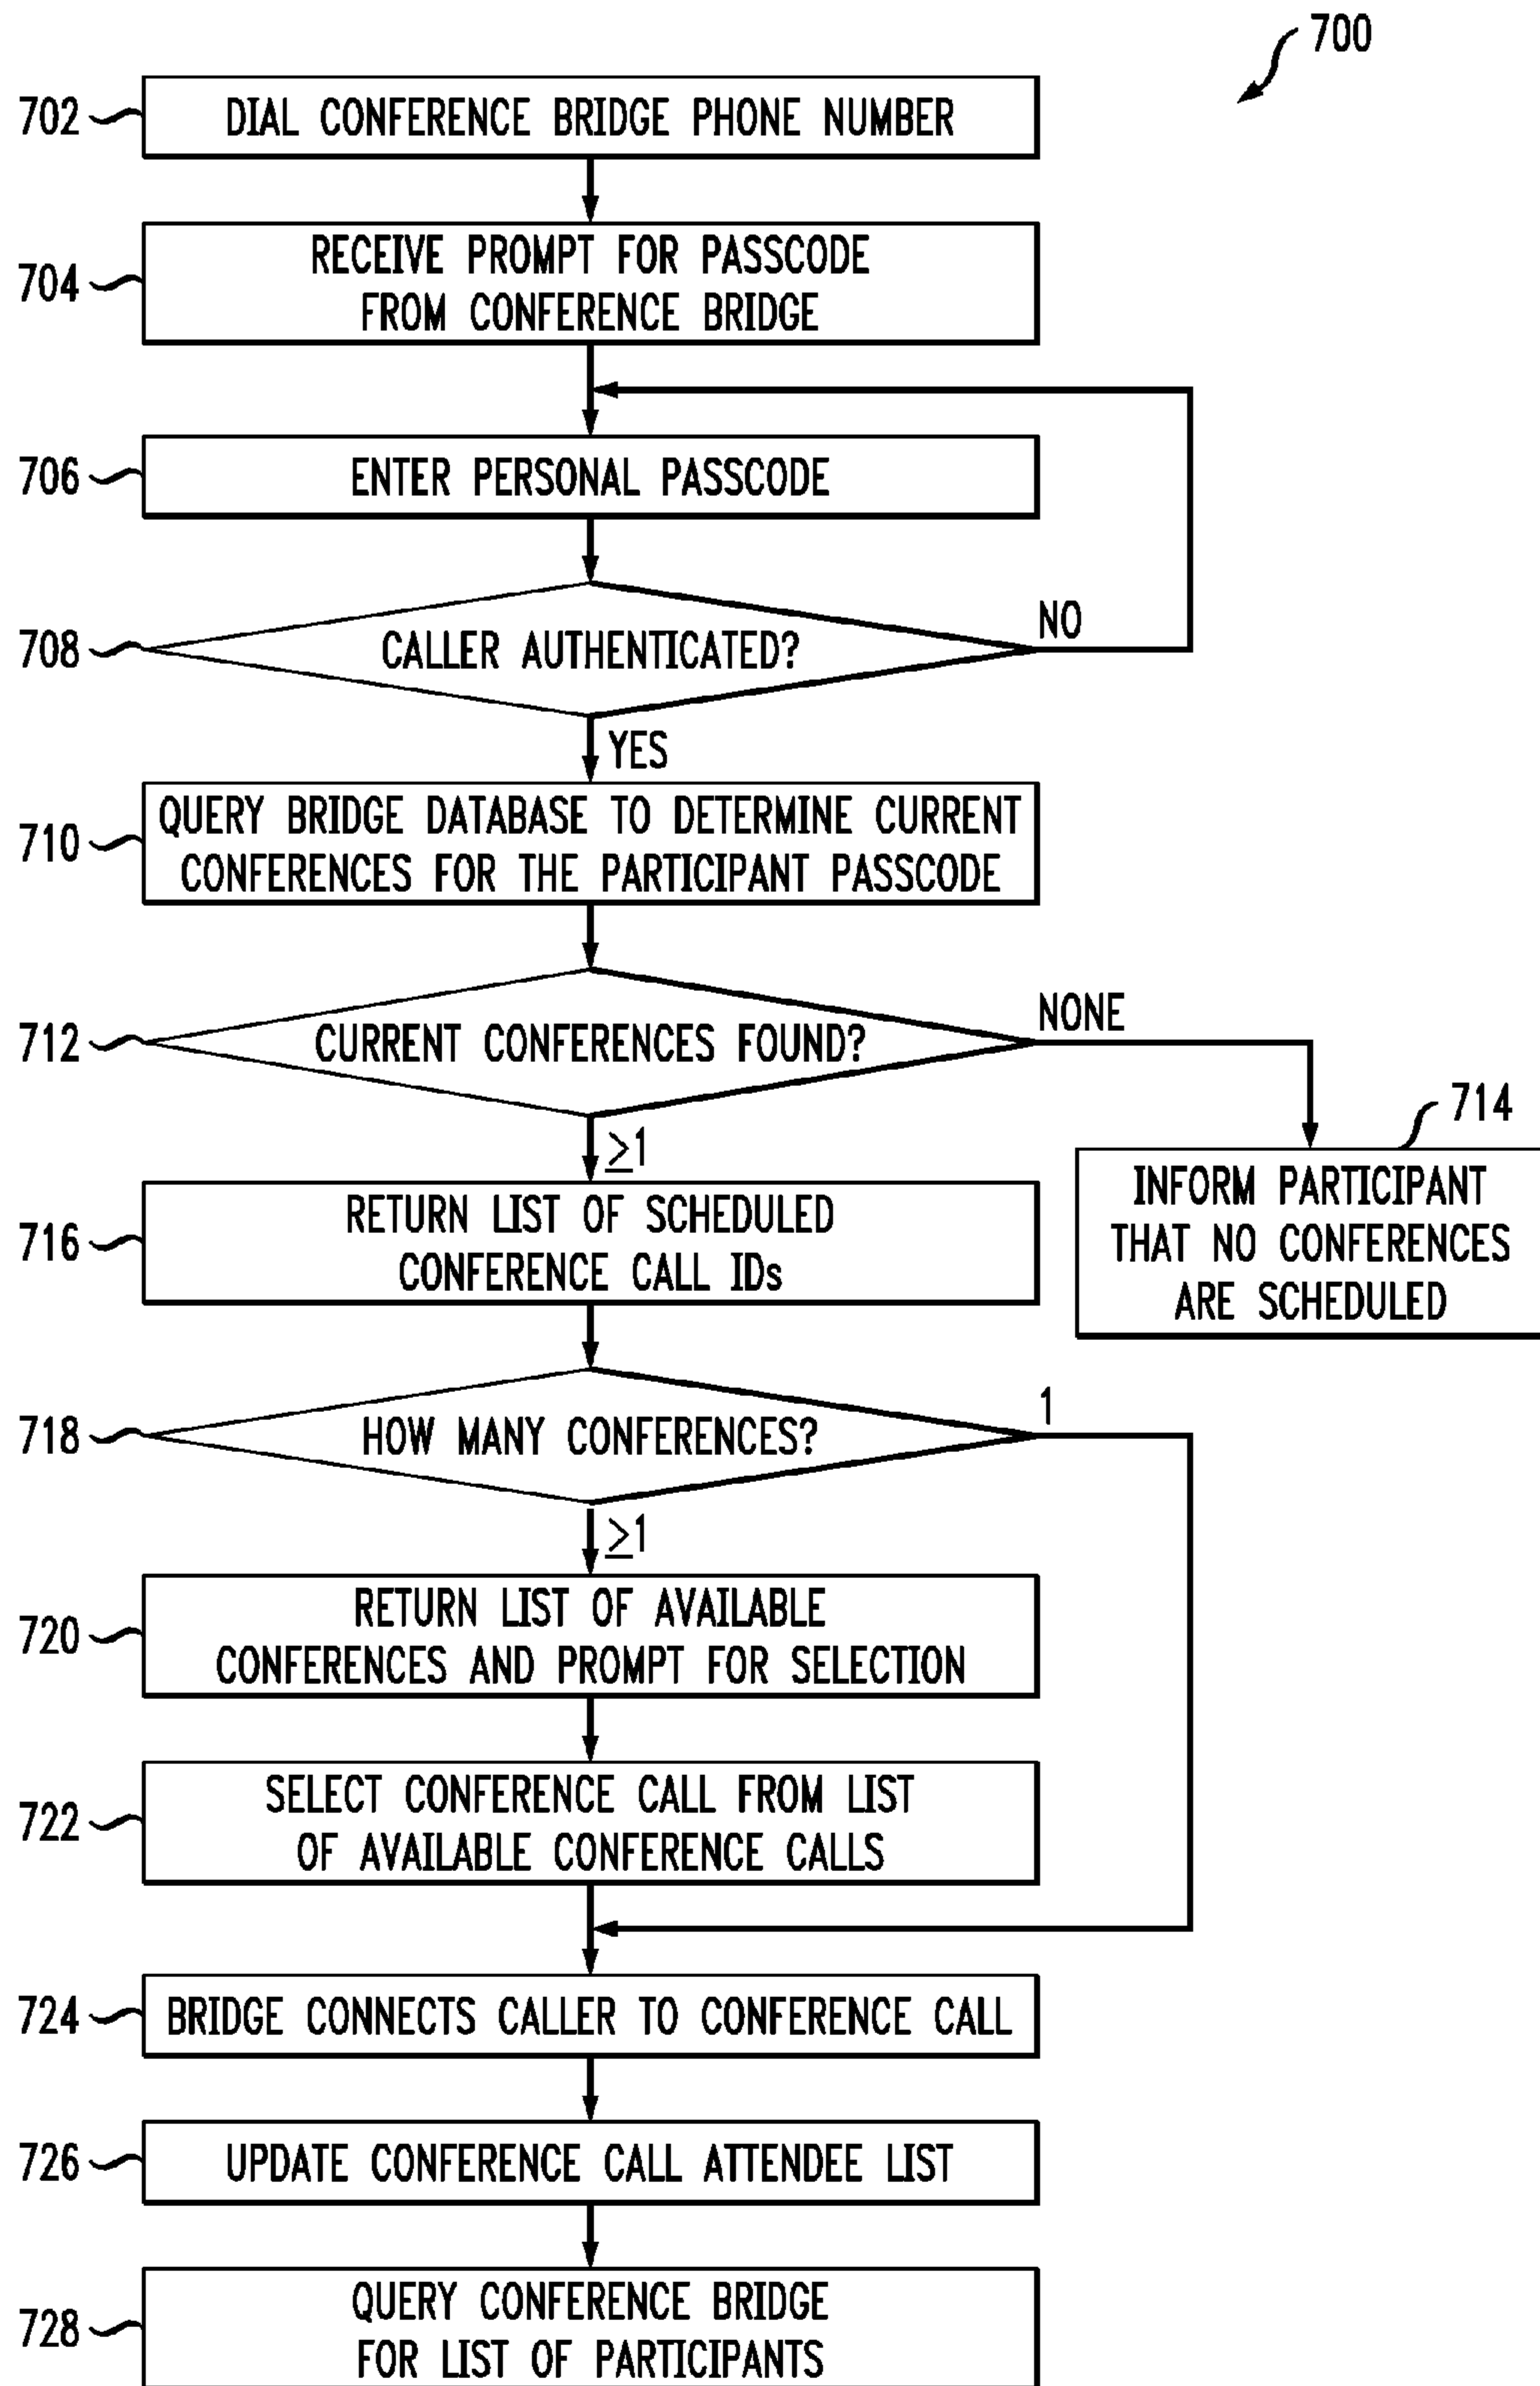 700
702
DIAL CONFERENCE BRIDGE PHONE NUMBER
704
RECEIVE PROMPT FOR PASSCODE
FROM CONFERENCE BRIDGE
706
ENTER PERSONAL PASSCODE
708
CALLER AUTHENTICATED?
NO
YES
710
QUERY BRIDGE DATABASE TO DETERMINE CURRENT
CONFERENCES FOR THE PARTICIPANT PASSCODE
712
CURRENT CONFERENCES FOUND?
NONE
714
INFORM PARTICIPANT
THAT NO CONFERENCES
ARE SCHEDULED
≥1
716
RETURN LIST OF SCHEDULED
CONFERENCE CALL IDs
718
HOW MANY CONFERENCES?
1
≥1
720
RETURN LIST OF AVAILABLE
CONFERENCES AND PROMPT FOR SELECTION
722
SELECT CONFERENCE CALL FROM LIST
OF AVAILABLE CONFERENCE CALLS
724
BRIDGE CONNECTS CALLER TO CONFERENCE CALL
726
UPDATE CONFERENCE CALL ATTENDEE LIST
728
QUERY CONFERENCE BRIDGE
FOR LIST OF PARTICIPANTS